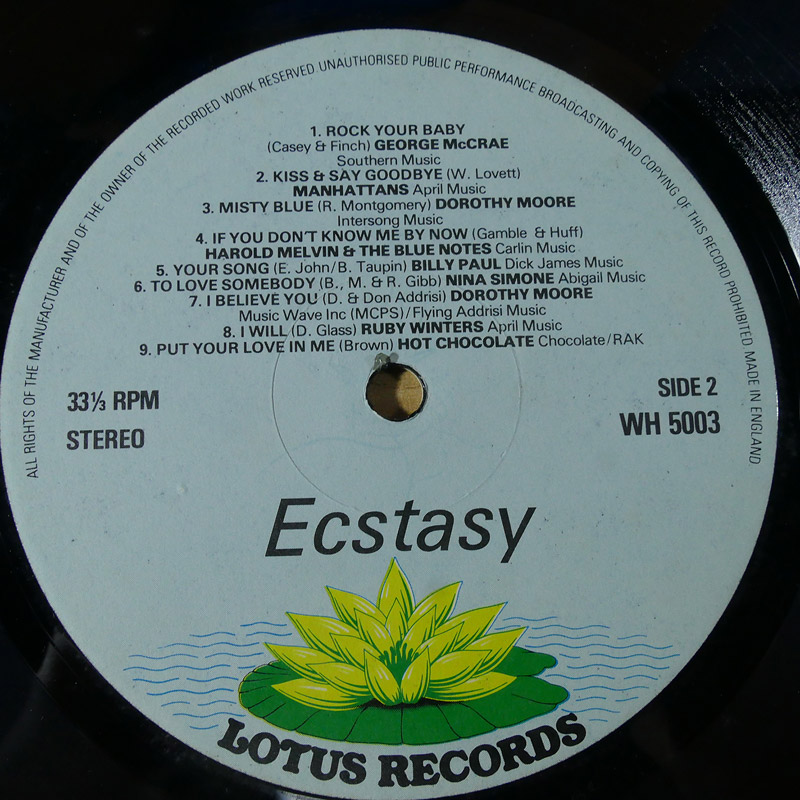 ALL RIGHTS OF THE MANUFACTURER AND OF THE OWNER OF THE RECORDED WORK RESERVED UNAUTHORISED PUBLIC PERFORMANCE BROADCASTING AND COPYING OF THIS RECORD PROHIBITED. MADE IN ENGLAND
1. ROCK YOUR BABY
(Casey & Finch) GEORGE McCRAE
Southern Music
2. KISS & SAY GOODBYE (W. Lovett)
MANHATTANS April Music
3. MISTY BLUE (R. Montgomery) DOROTHY MOORE
Intersong Music
4. IF YOU DON'T KNOW ME BY NOW (Gamble & Huff)
HAROLD MELVIN & THE BLUE NOTES Carlin Music
5. YOUR SONG (E. John/B. Taupin) BILLY PAUL Dick James Music
6. TO LOVE SOMEBODY (B., M. & R. Gibb) NINA SIMONE Abigail Music
7. I BELIEVE YOU (D. & Don Addrisi) DOROTHY MOORE
Music Wave Inc (MCPS)/Flying Addrisi Music
8. I WILL (D. Glass) RUBY WINTERS April Music
9. PUT YOUR LOVE IN ME (Brown) HOT CHOCOLATE Chocolate/RAK
33⅓ RPM
STEREO
SIDE 2
WH 5003
Ecstasy
LOTUS RECORDS